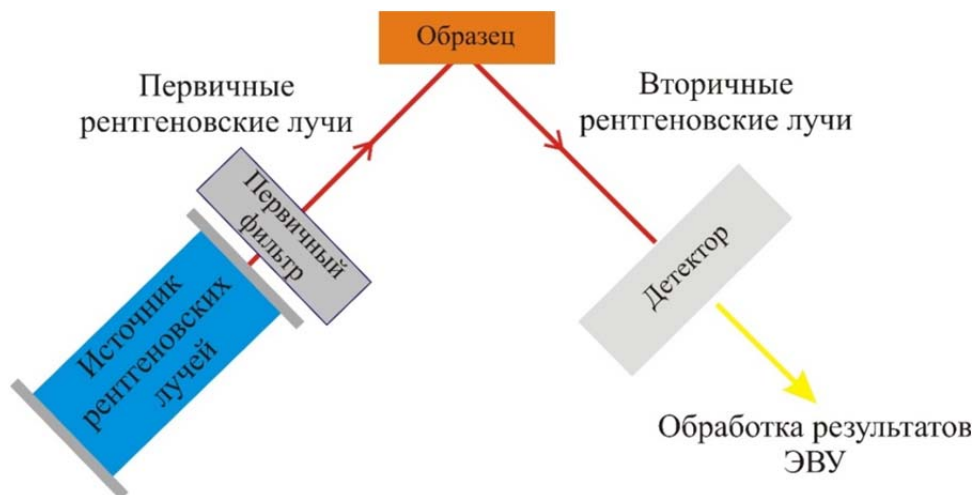 Образец
Первичные
рентгеновские лучи
Вторичные
рентгеновские лучи
Первичный
фильтр
Источник
рентгеновских
лучей
Детектор
Обработка результатов
ЭВУ